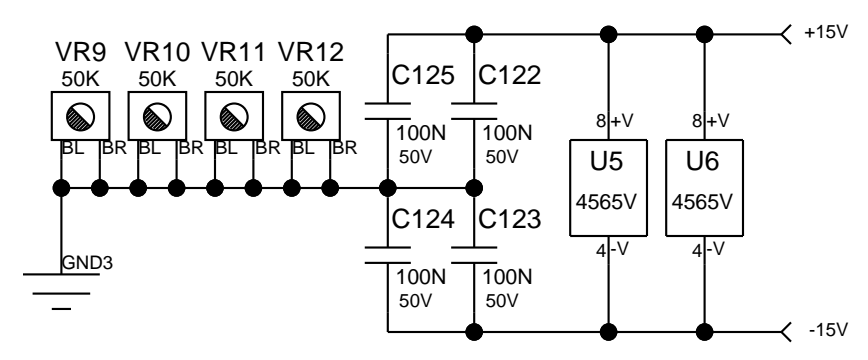 +15V
VR9 VR10 VR11 VR12
50K 50K 50K 50K
C125 C122
100N 100N
50V 50V
8 +V 8 +V
BL BR BL BR BL BR BL BR
U5 U6
4565V 4565V
C124 C123
4 -V 4 -V
GND3
100N 100N
50V 50V
-15V